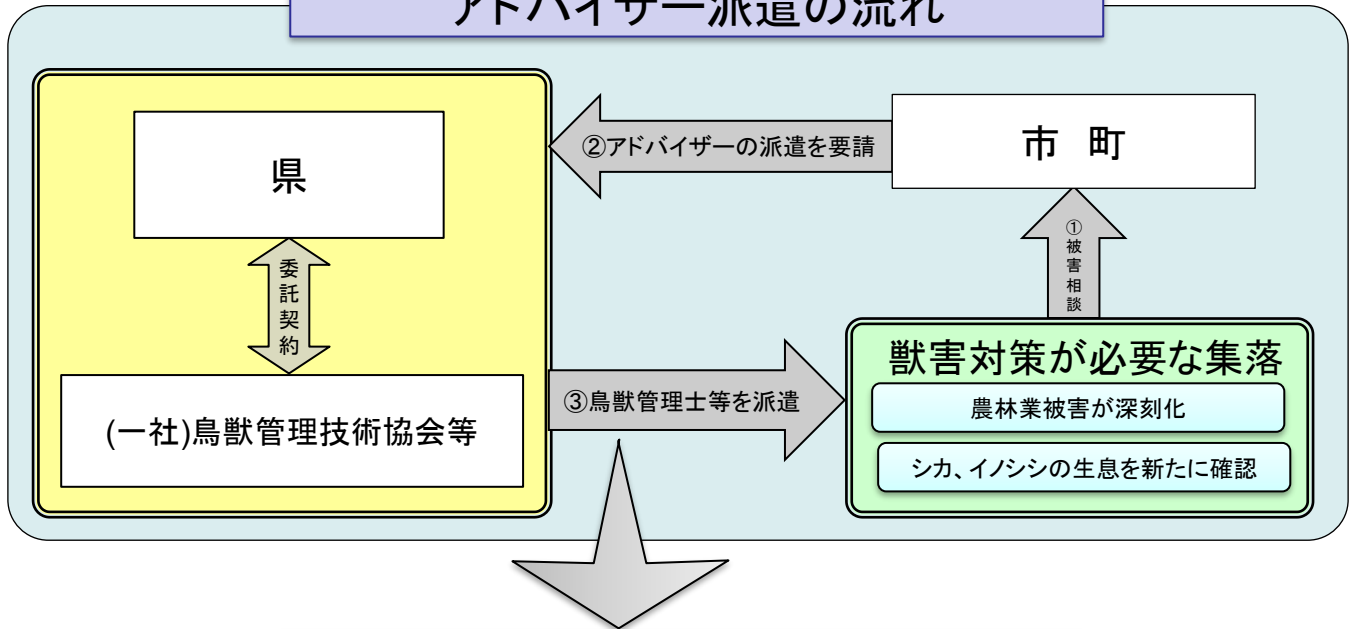 アドバイザー派遣の流れ
県
②アドバイザーの派遣を要請
市 町
委託契約
①被害相談
(一社)鳥獣管理技術協会等
③鳥獣管理士等を派遣
獣害対策が必要な集落
農林業被害が深刻化
シカ、イノシシの生息を新たに確認